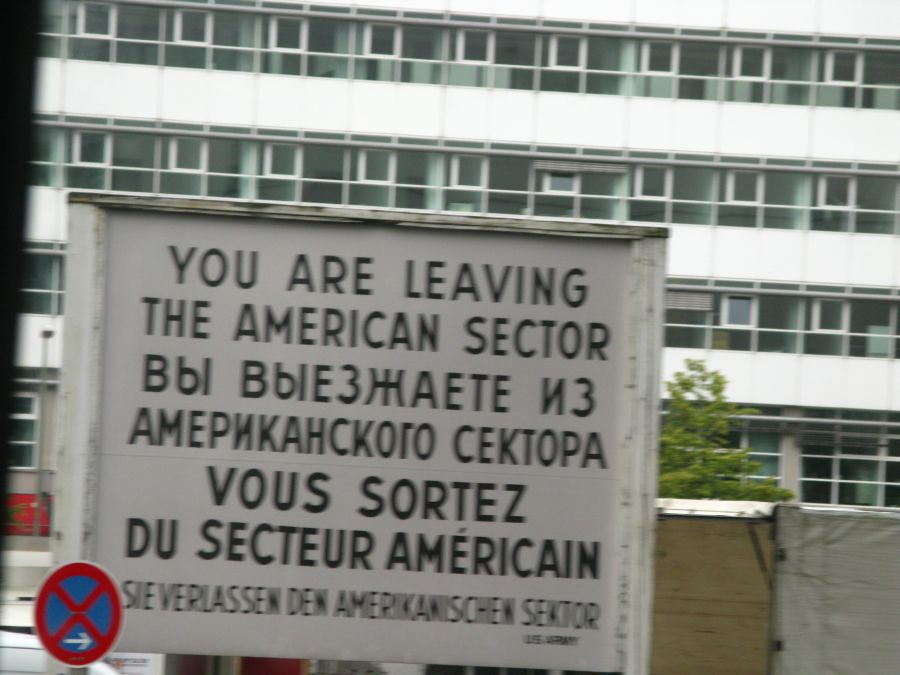 YOU ARE LEAVING
THE AMERICAN SECTOR
ВЫ ВЫЕЗЖАЕТЕ ИЗ
АМЕРИКАНСКОГО СЕКТОРА
VOUS SORTEZ
DU SECTEUR AMÉRICAIN
SIE VERLASSEN DEN AMERIKANISCHEN SEKTOR
US ARMY